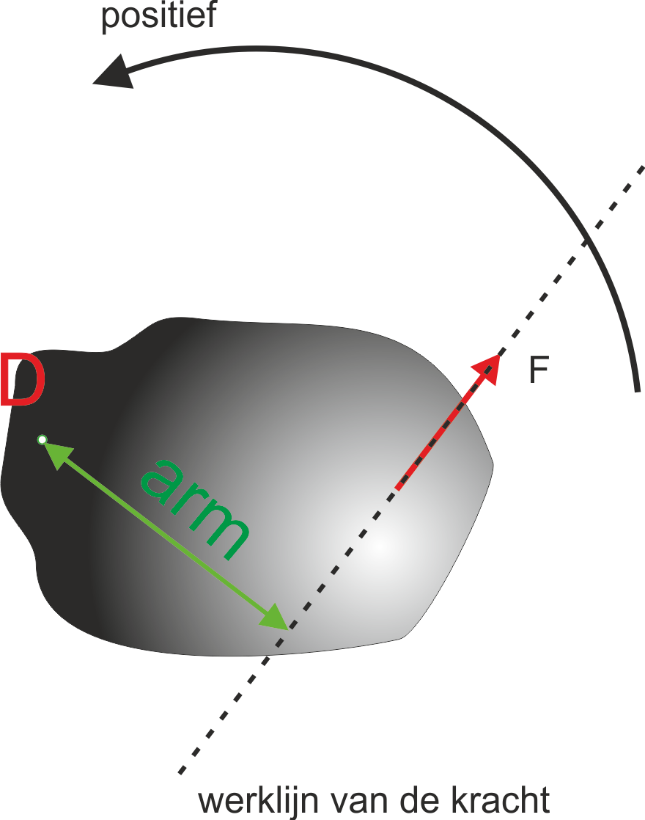 positief
D
F
arm
werklijn van de kracht